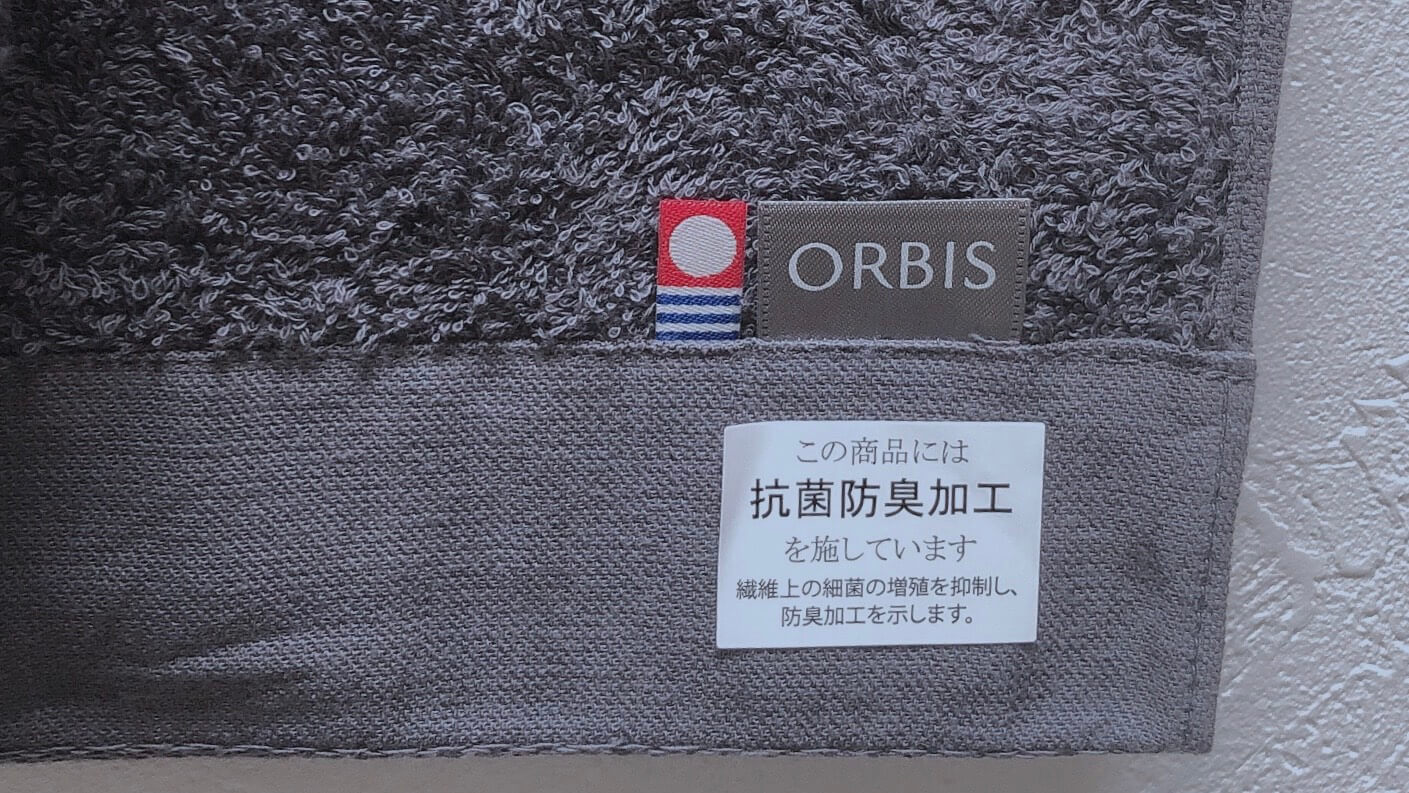 ORBIS
この商品には
抗菌防臭加工
を施しています
繊維上の細菌の増殖を抑制し、
防臭加工を示します。